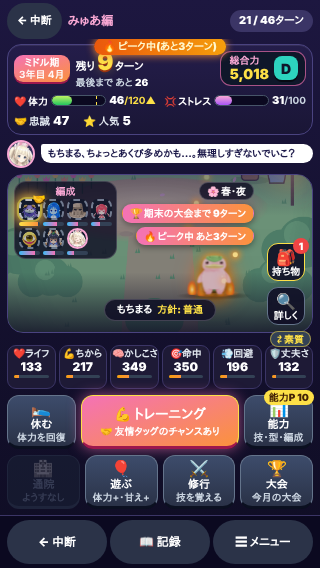 ← 中断
みゅあ編
21 / 46ターン
🔥 ピーク中(あと3ターン)
ミドル期
3年目 4月
残り 9 ターン
最後まで あと 26
総合力
5,018
D
体力
46/120▲
ストレス
31/100
忠誠 47
人気 5
もちまる、ちょっとあくび多めかも…。無理しすぎないでいこ?
編成
春・夜
期末の大会まで 9ターン
ピーク中 あと3ターン
1
持ち物
もちまる 方針: 普通
詳しく
素質
ライフ
133
ちから
217
かしこさ
349
命中
350
回避
196
丈夫さ
132
休む
体力を回復
トレーニング
友情タッグのチャンスあり
能力P 10
能力
技・型・編成
通院
ようすなし
遊ぶ
体力+・甘え+
修行
技を覚える
大会
今月の大会
← 中断
記録
☰ メニュー